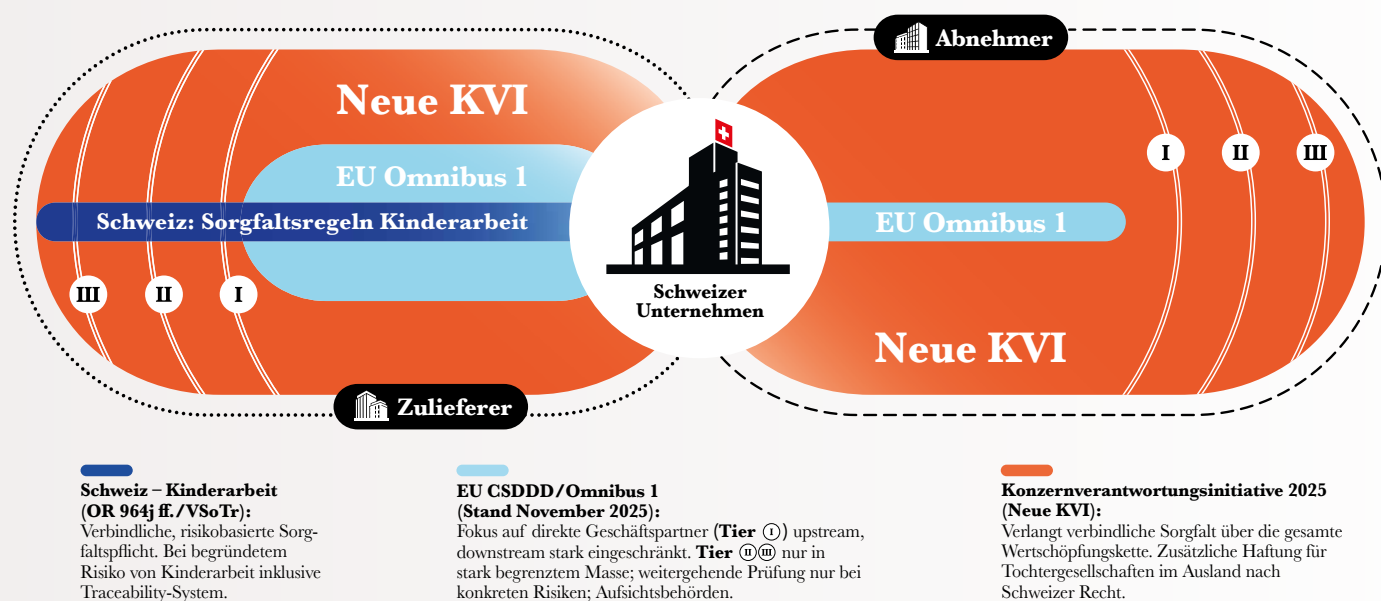 Abnehmer
Neue KVI
EU Omnibus 1
Schweiz: Sorgfaltsregeln Kinderarbeit
III
II
I
Zulieferer
Schweizer
Unternehmen
I
II
III
EU Omnibus 1
Neue KVI
Schweiz – Kinderarbeit
(OR 964j ff./VSoTr):
Verbindliche, risikobasierte Sorg-
faltspflicht. Bei begründetem
Risiko von Kinderarbeit inklusive
Traceability-System.
EU CSDDD/Omnibus 1
(Stand November 2025):
Fokus auf direkte Geschäftspartner (Tier Ⓘ) upstream,
downstream stark eingeschränkt. Tier ⒾⒾ ⒾⒾⒾ nur in
stark begrenztem Masse; weitergehende Prüfung nur bei
konkreten Risiken; Aufsichtsbehörden.
Konzernverantwortungsinitiative 2025
(Neue KVI):
Verlangt verbindliche Sorgfalt über die gesamte
Wertschöpfungskette. Zusätzliche Haftung für
Tochtergesellschaften im Ausland nach
Schweizer Recht.